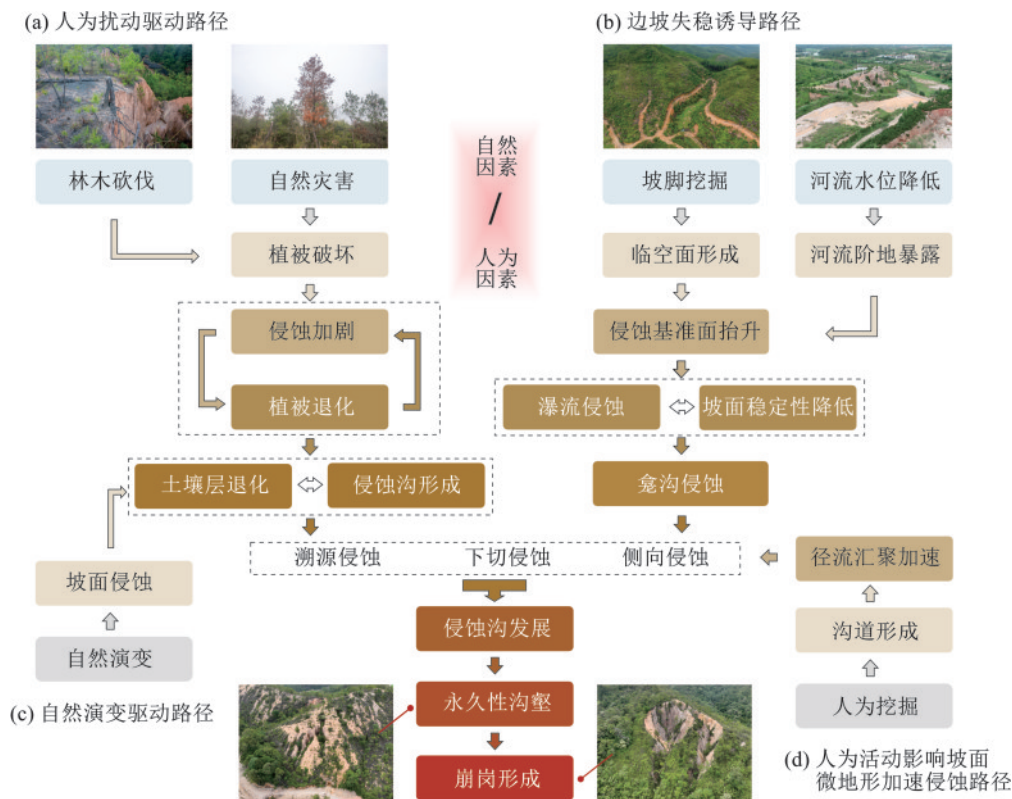 (a) 人为扰动驱动路径
(b) 边坡失稳诱导路径
林木砍伐
自然灾害
自然
因素
/
人为
因素
坡脚挖掘
河流水位降低
植被破坏
临空面形成
河流阶地暴露
侵蚀加剧
侵蚀基准面抬升
植被退化
瀑流侵蚀
坡面稳定性降低
土壤层退化
侵蚀沟形成
龛沟侵蚀
溯源侵蚀
下切侵蚀
侧向侵蚀
径流汇聚加速
坡面侵蚀
侵蚀沟发展
沟道形成
自然演变
(c) 自然演变驱动路径
永久性沟壑
人为挖掘
崩岗形成
(d) 人为活动影响坡面
微地形加速侵蚀路径